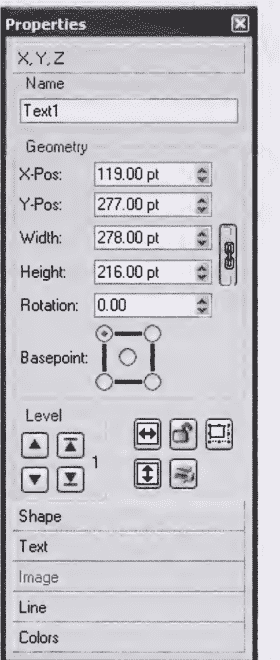 Properties
X, Y, Z
Name
Text1
Geometry
X-Pos: 119.00 pt
Y-Pos: 277.00 pt
Width: 278.00 pt
Height: 216.00 pt
Rotation: 0.00
Basepoint:
Level
1
Shape
Text
Image
Line
Colors